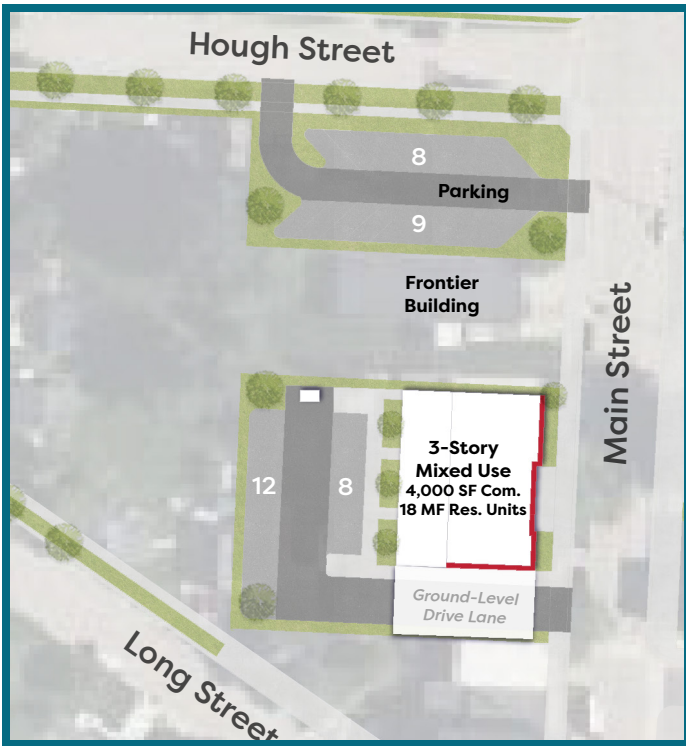 Hough Street
8
Parking
9
Frontier
Building
Main Street
3-Story
Mixed Use
4,000 SF Com.
18 MF Res. Units
12
8
Ground-Level
Drive Lane
Long Street